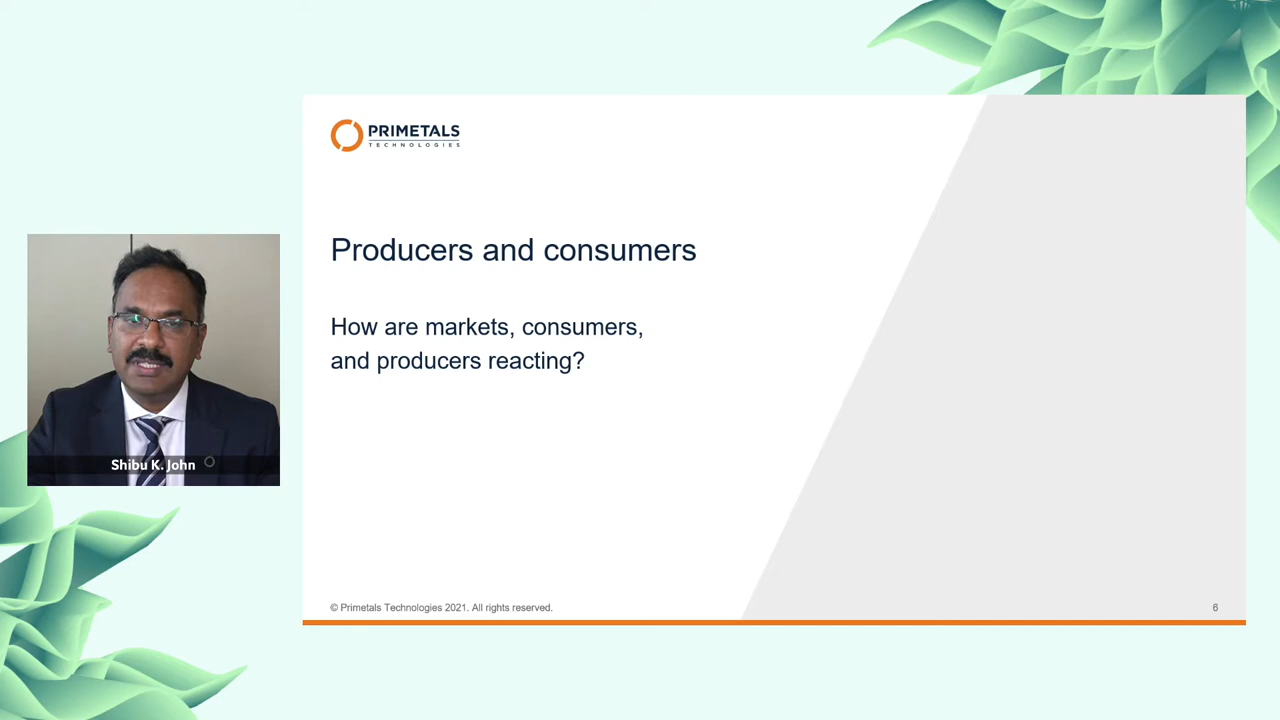 PRIMETALS
TECHNOLOGIES
Producers and consumers
How are markets, consumers,
and producers reacting?
Shibu K. John
© Primetals Technologies 2021. All rights reserved.
6